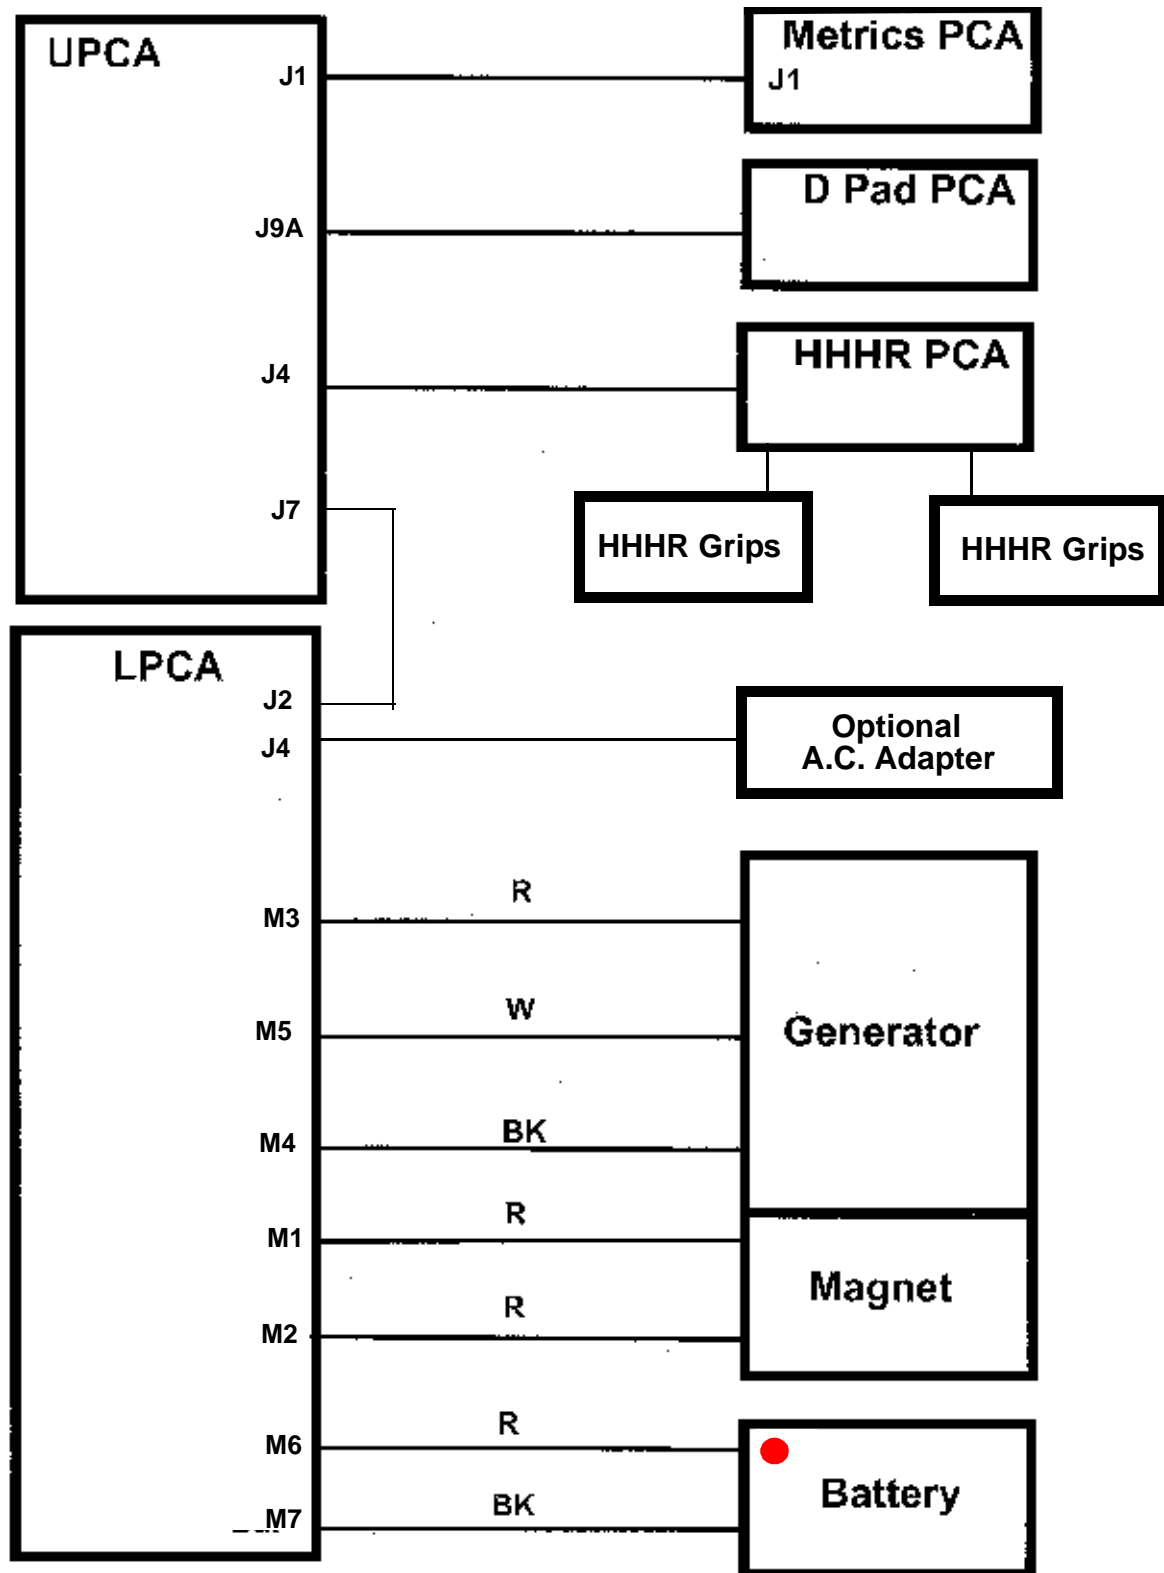 UPCA
J1
Metrics PCA
J1
J9A
D Pad PCA
J4
HHHR PCA
J7
HHHR Grips
HHHR Grips
LPCA
J2
J4
Optional
A.C. Adapter
M3
R
M5
W
Generator
M4
BK
M1
R
Magnet
M2
R
M6
R
Battery
M7
BK